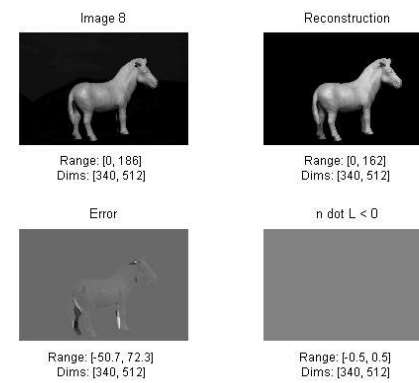 Image 8
Reconstruction
Range: [0, 186]
Dims: [340, 512]
Range: [0, 162]
Dims: [340, 512]
Error
n dot L < 0
Range: [-50.7, 72.3]
Dims: [340, 512]
Range: [-0.5, 0.5]
Dims: [340, 512]